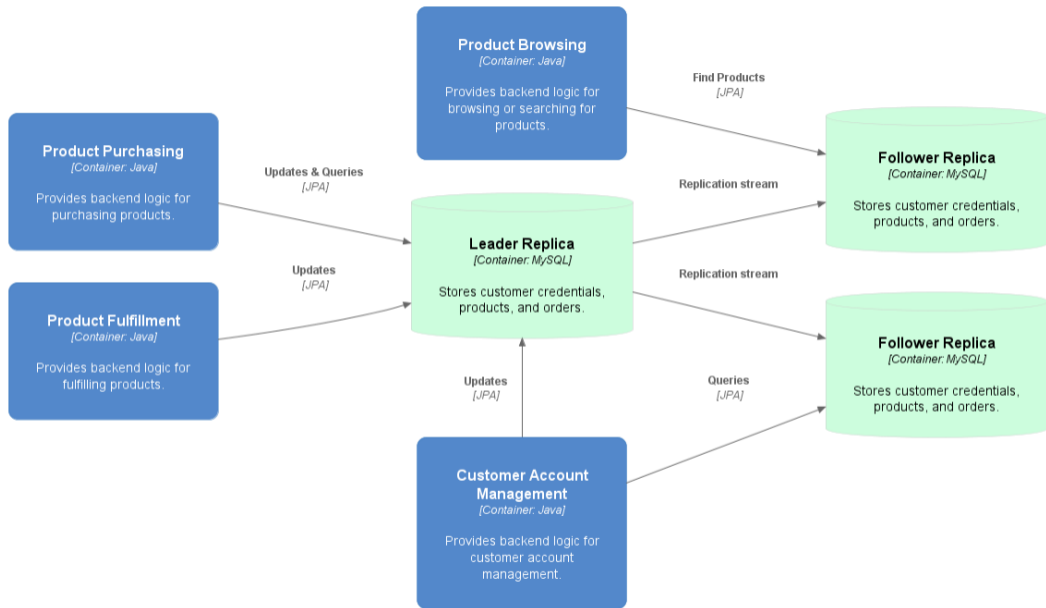 Product Browsing
[Container: Java]
Provides backend logic for
browsing or searching for
products.
Find Products
[JPA]
Product Purchasing
[Container: Java]
Provides backend logic for
purchasing products.
Updates & Queries
[JPA]
Follower Replica
[Container: MySQL]
Stores customer credentials,
products, and orders.
Replication stream
Leader Replica
[Container: MySQL]
Stores customer credentials,
products, and orders.
Updates
[JPA]
Replication stream
Product Fulfillment
[Container: Java]
Provides backend logic for
fulfilling products.
Follower Replica
[Container: MySQL]
Stores customer credentials,
products, and orders.
Updates
[JPA]
Queries
[JPA]
Customer Account
Management
[Container: Java]
Provides backend logic for
customer account
management.